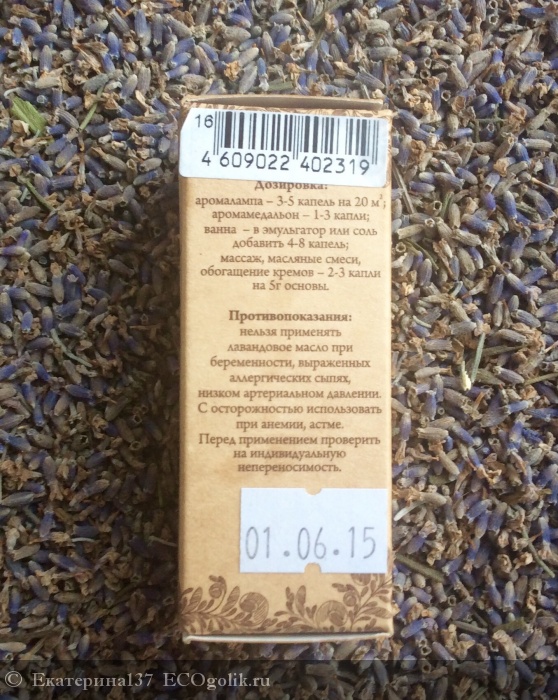 16
4 609022 402319
Дозировка:
аромалампа – 3-5 капель на 20 м²;
аромамедальон – 1-3 капли;
ванна – в эмульгатор или соль
добавить 4-8 капель;
массаж, масляные смеси,
обогащение кремов – 2-3 капли
на 5г основы.
Противопоказания:
нельзя применять
лавандовое масло при
беременности, выраженных
аллергических сыпях,
низком артериальном давлении.
С осторожностью использовать
при анемии, астме.
Перед применением проверить
на индивидуальную
непереносимость.
01.06.15
© Екатерина137 ECOgolik.ru